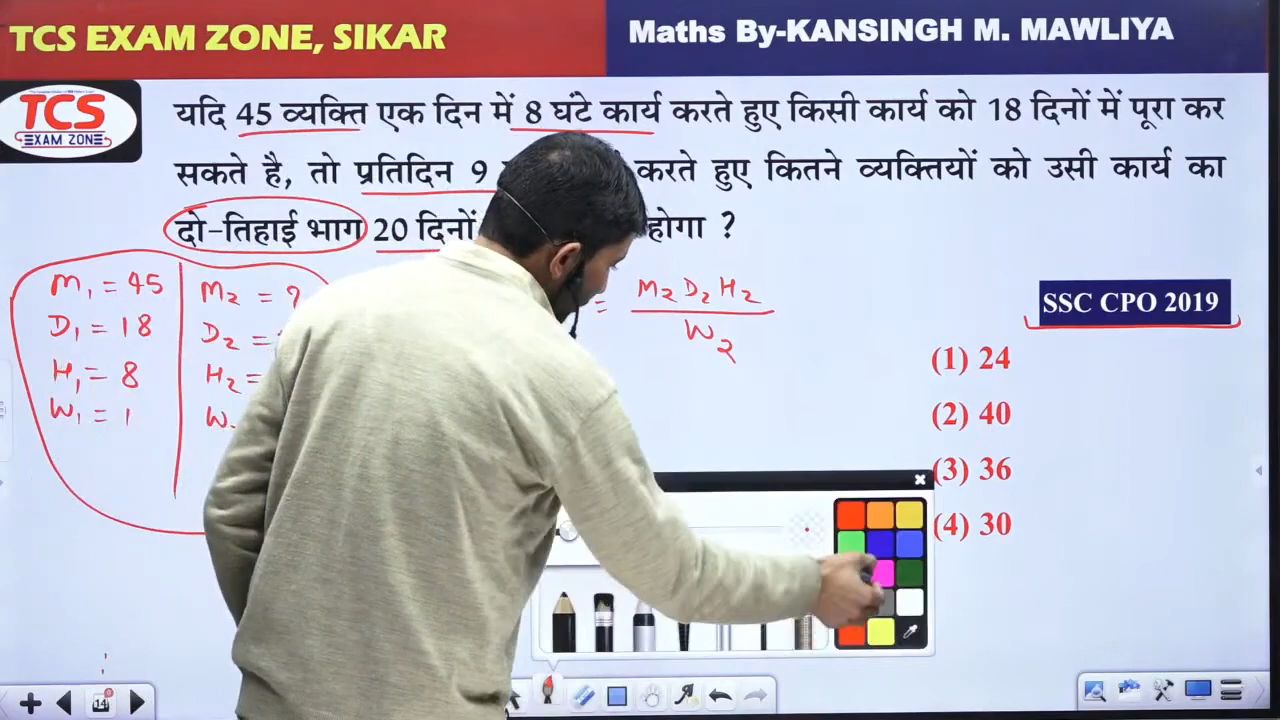 TCS EXAM ZONE, SIKAR
Maths By-KANSINGH M. MAWLIYA
TCS
EXAM ZONE
यदि 45 व्यक्ति एक दिन में 8 घंटे कार्य करते हुए किसी कार्य को 18 दिनों में पूरा कर
सकते है, तो प्रतिदिन 9 करते हुए कितने व्यक्तियों को उसी कार्य का
दो-तिहाई भाग 20 दिनों होगा ?
SSC CPO 2019
M₁ = 45
D₁ = 18
H₁ = 8
W₁ = 1
M₂ = ?
D₂ =
H₂ =
W
= M₂ D₂ H₂
W₂
(1) 24
(2) 40
(3) 36
(4) 30
14